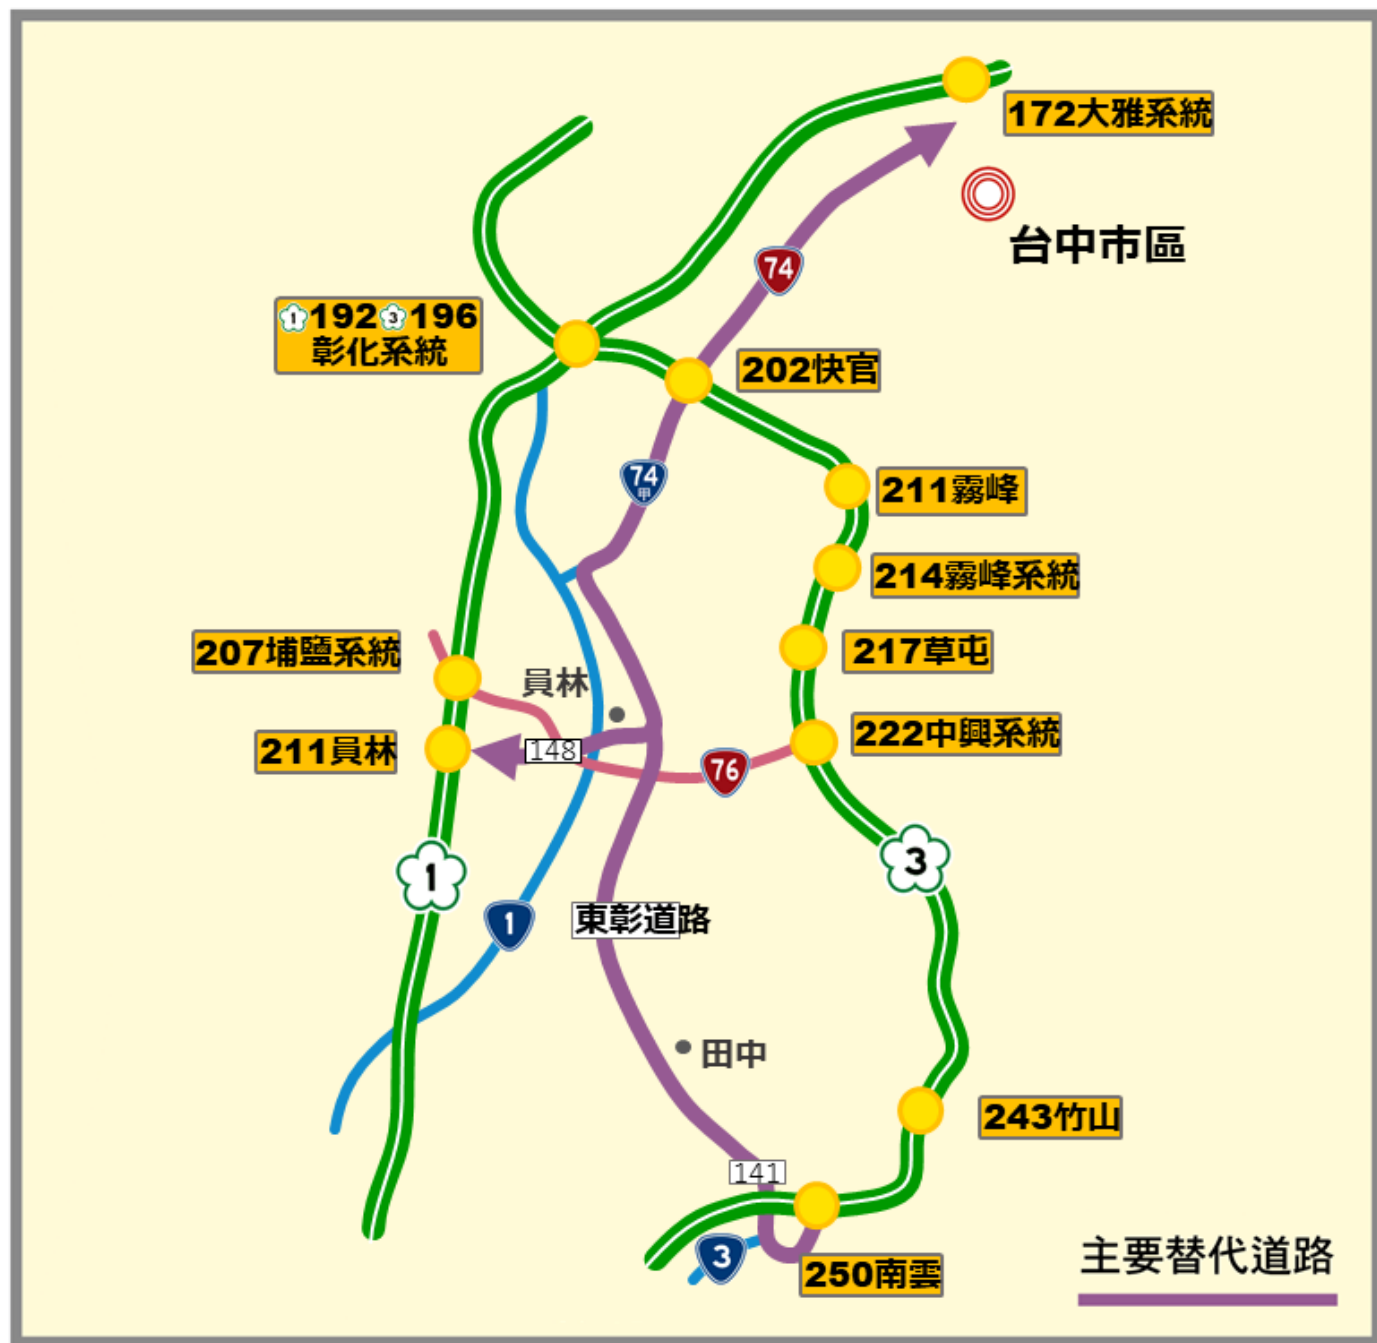 172大雅系統
台中市區
74
1 192 3 196
彰化系統
202快官
74
甲
211霧峰
214霧峰系統
207埔鹽系統
217草屯
員林
222中興系統
211員林
148
76
1
3
1
東彰道路
田中
243竹山
141
3
250南雲
主要替代道路